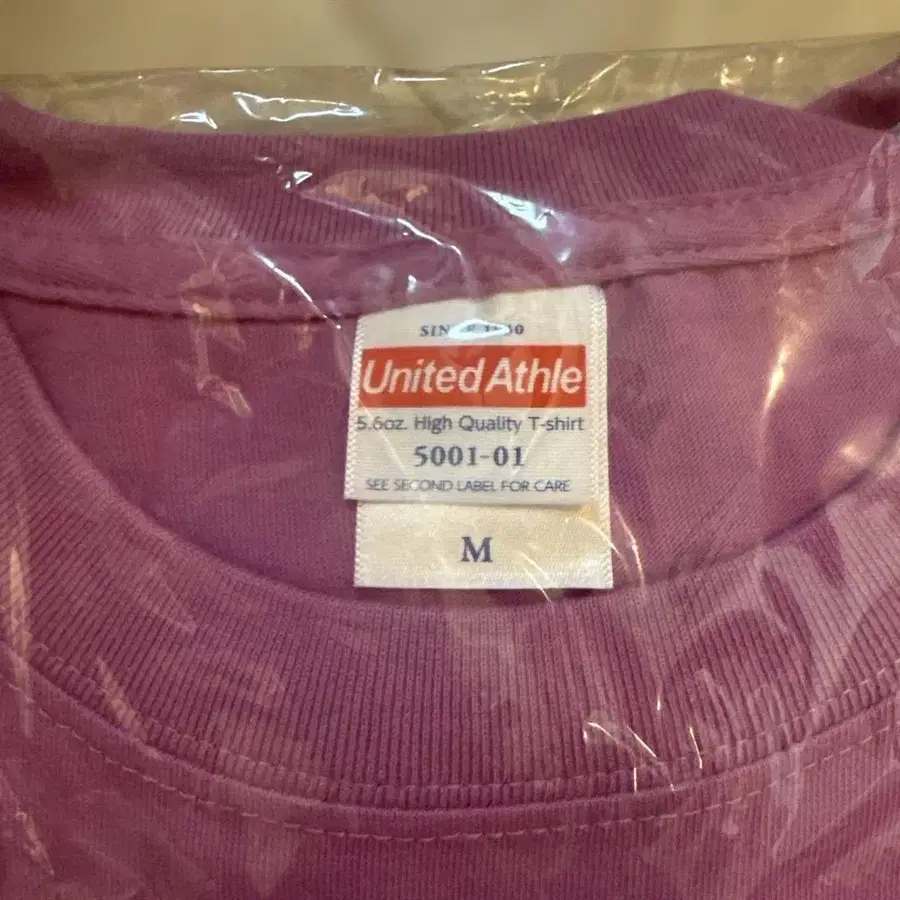 United Athle
5.6oz. High Quality T-shirt
5001-01
SEE SECOND LABEL FOR CARE
M